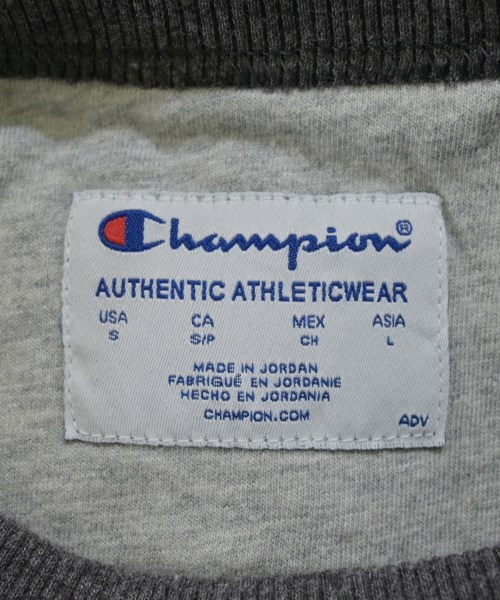 Champion®
AUTHENTIC ATHLETICWEAR
USA CA MEX ASIA
S S/P CH L
MADE IN JORDAN
FABRIQUÉ EN JORDANIE
HECHO EN JORDANIA
CHAMPION.COM
ADV